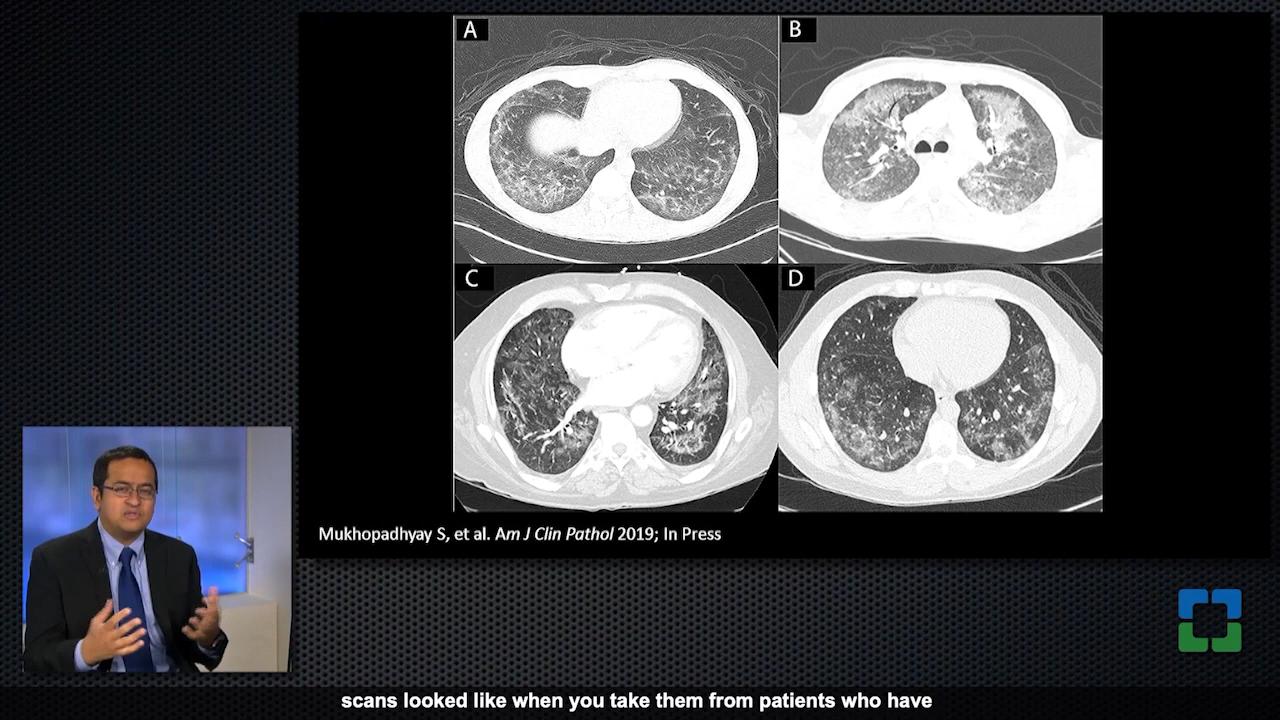 A
B
C
D
Mukhopadhyay S, et al. Am J Clin Pathol 2019; In Press
scans looked like when you take them from patients who have